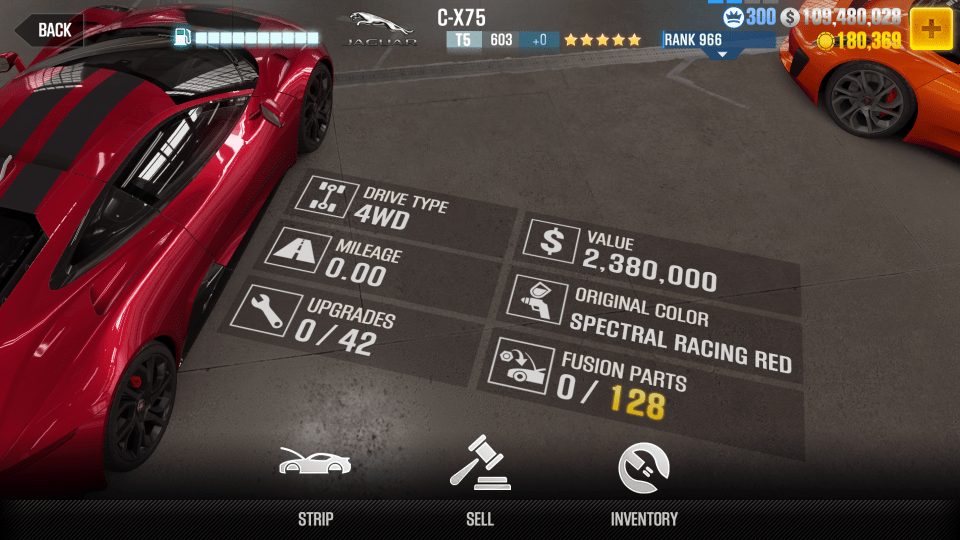 BACK
JAGUAR
C-X75
T5 603 +0
RANK 966
300
$ 109,480,028
180,369
+
DRIVE TYPE
4WD
MILEAGE
0.00
UPGRADES
0 / 42
$
VALUE
2,380,000
ORIGINAL COLOR
SPECTRAL RACING RED
FUSION PARTS
0 / 128
STRIP
SELL
INVENTORY